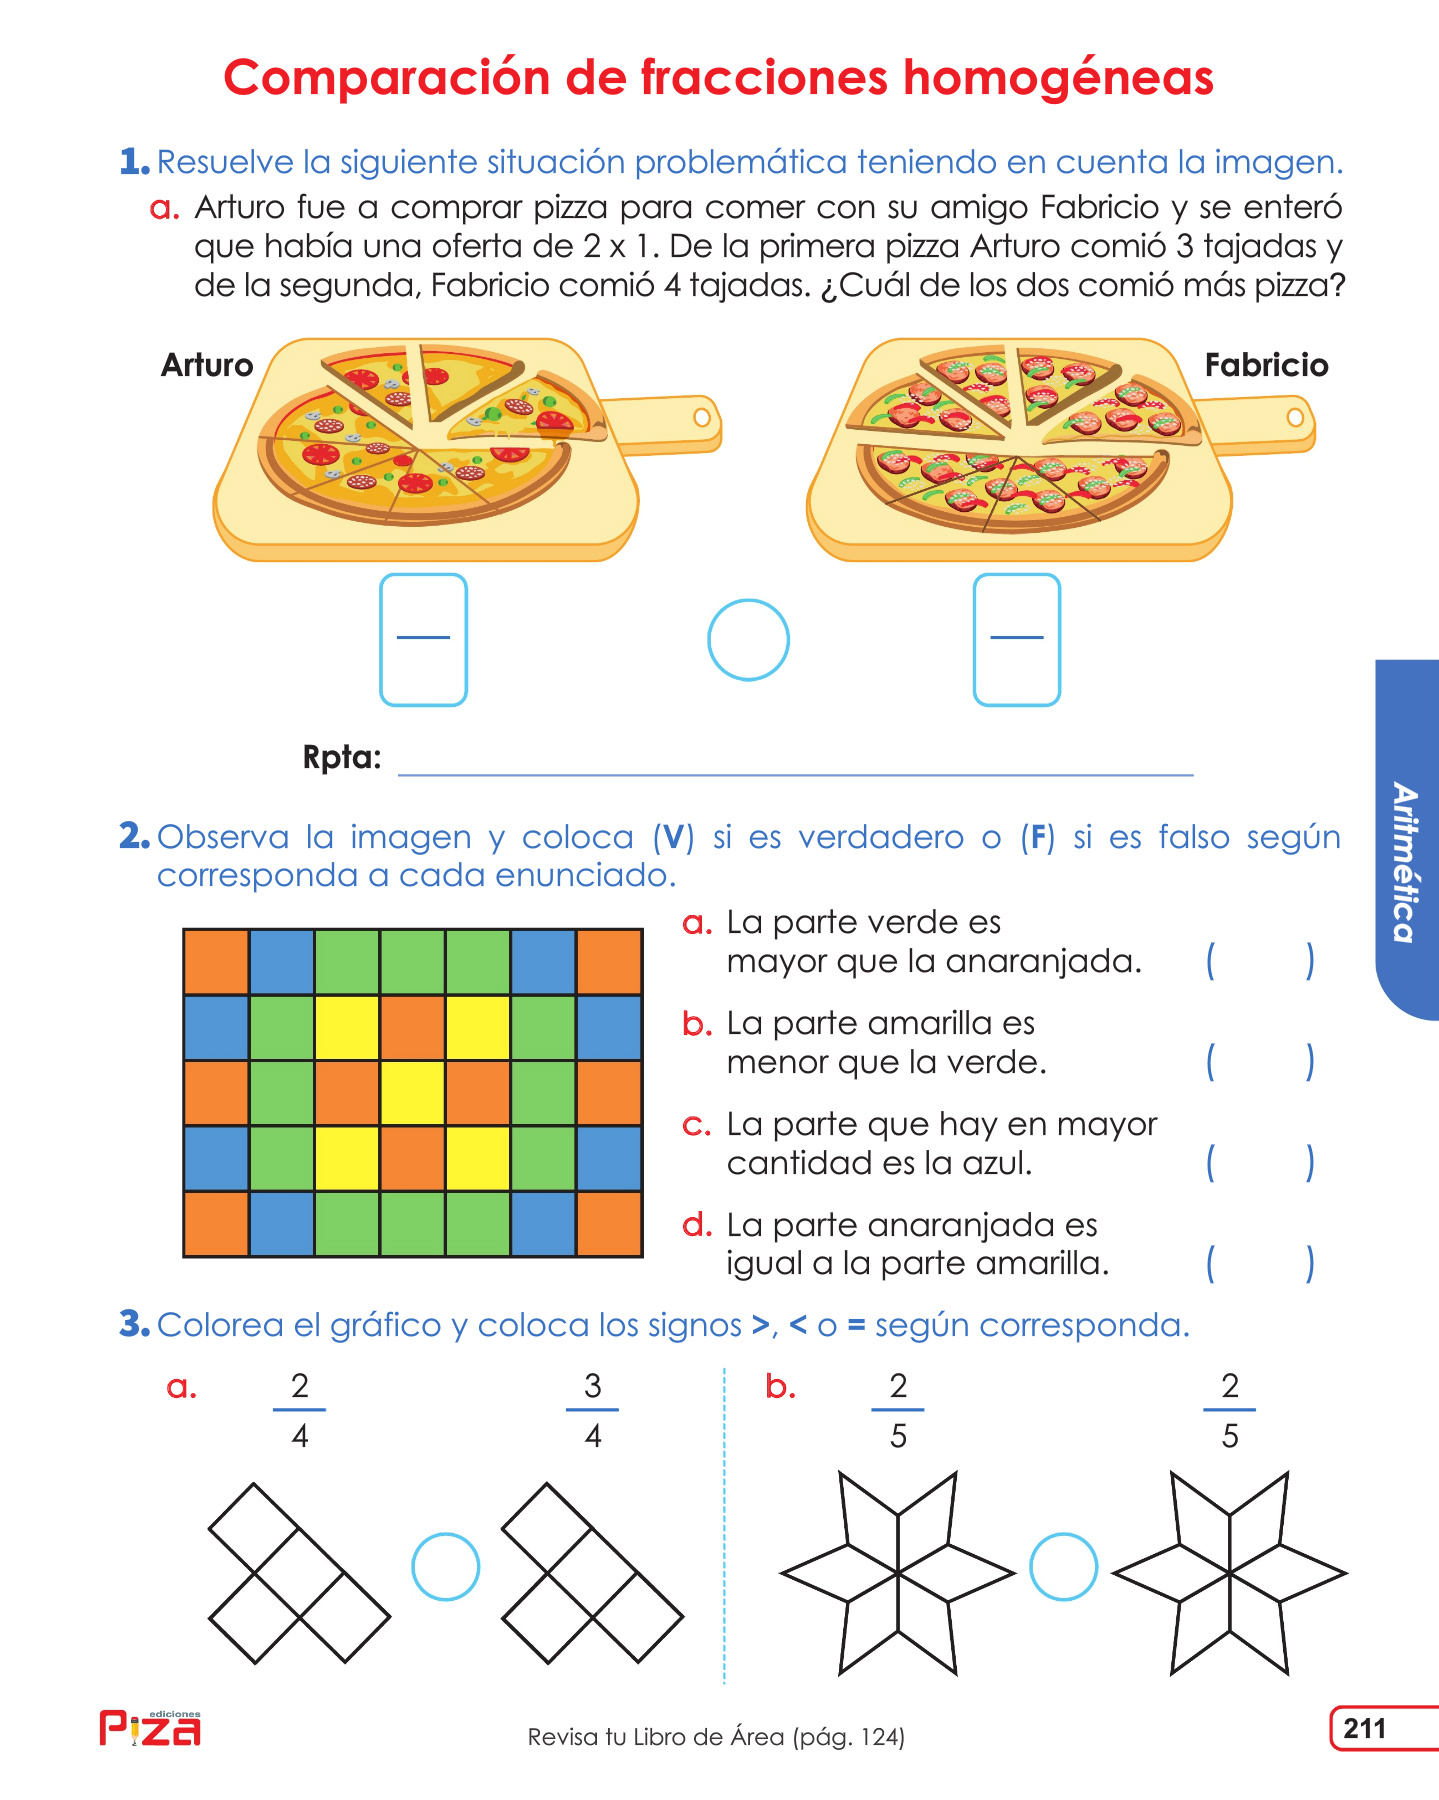 Comparación de fracciones homogéneas
1. Resuelve la siguiente situación problemática teniendo en cuenta la imagen.
a. Arturo fue a comprar pizza para comer con su amigo Fabricio y se enteró
que había una oferta de 2 x 1. De la primera pizza Arturo comió 3 tajadas y
de la segunda, Fabricio comió 4 tajadas. ¿Cuál de los dos comió más pizza?
Arturo
Fabricio
Rpta:
2. Observa la imagen y coloca (V) si es verdadero o (F) si es falso según
corresponda a cada enunciado.
a. La parte verde es
mayor que la anaranjada. ( )
b. La parte amarilla es
menor que la verde. ( )
c. La parte que hay en mayor
cantidad es la azul. ( )
d. La parte anaranjada es
igual a la parte amarilla. ( )
Aritmética
3. Colorea el gráfico y coloca los signos >, < o = según corresponda.
a. 2/4 3/4
b. 2/5 2/5
ediciones
Piza
Revisa tu Libro de Área (pág. 124)
211